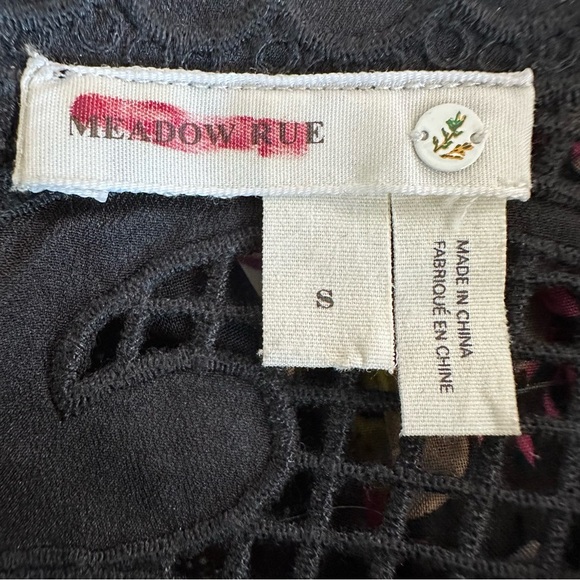 MEADOW RUE
S
MADE IN CHINA
FABRIQUÉ EN CHINE